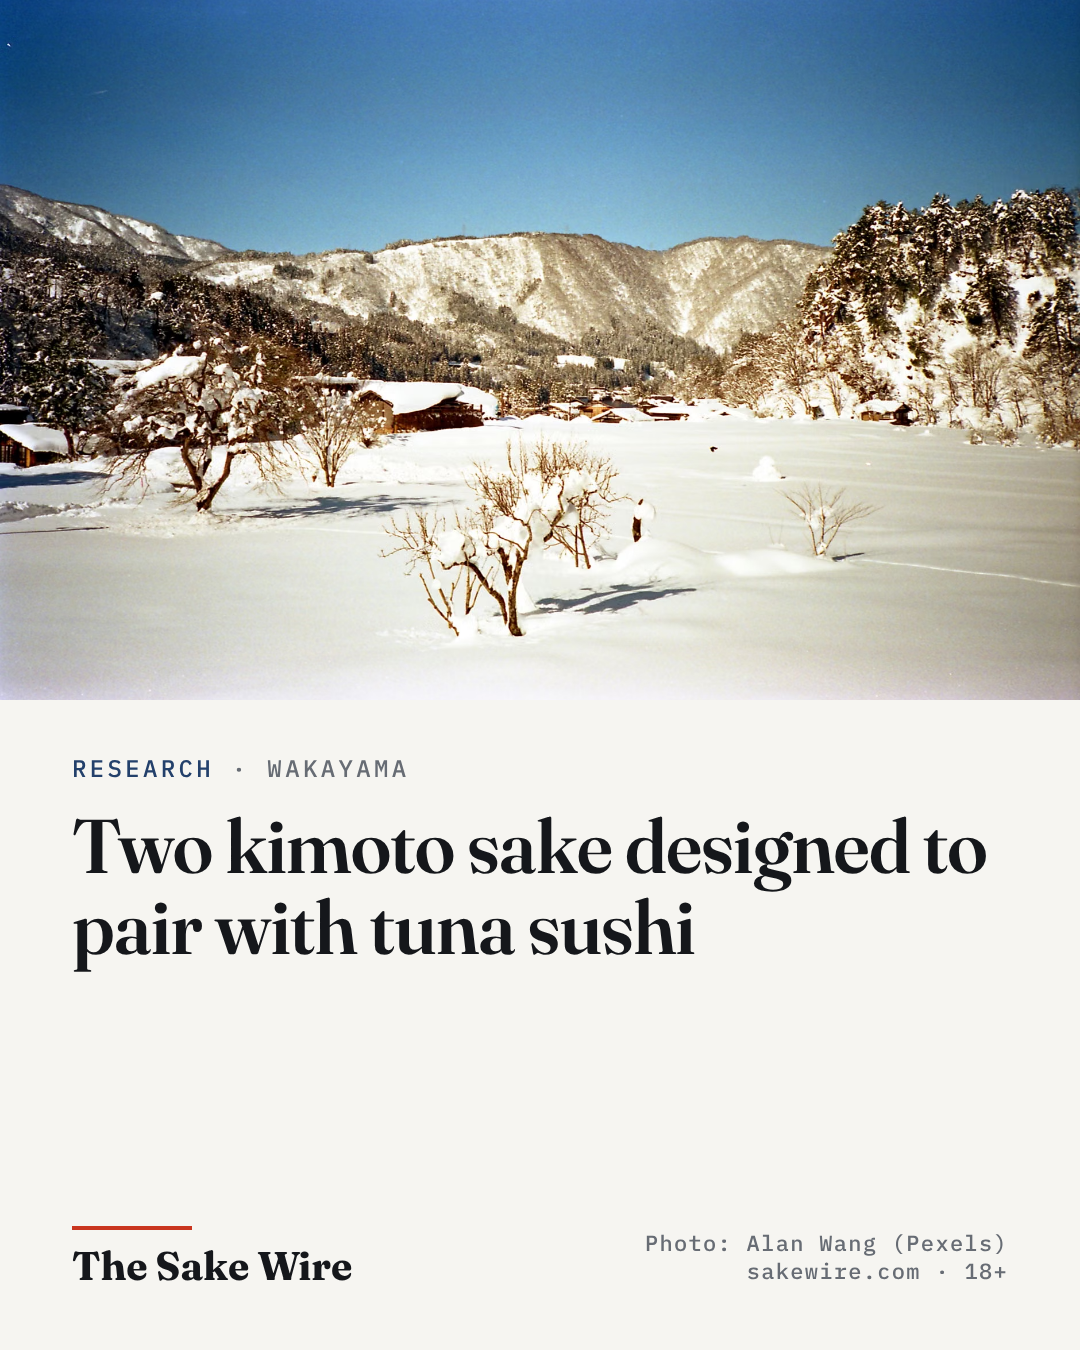 RESEARCH · WAKAYAMA
Two kimoto sake designed to
pair with tuna sushi
The Sake Wire
Photo: Alan Wang (Pexels)
sakewire.com · 18+